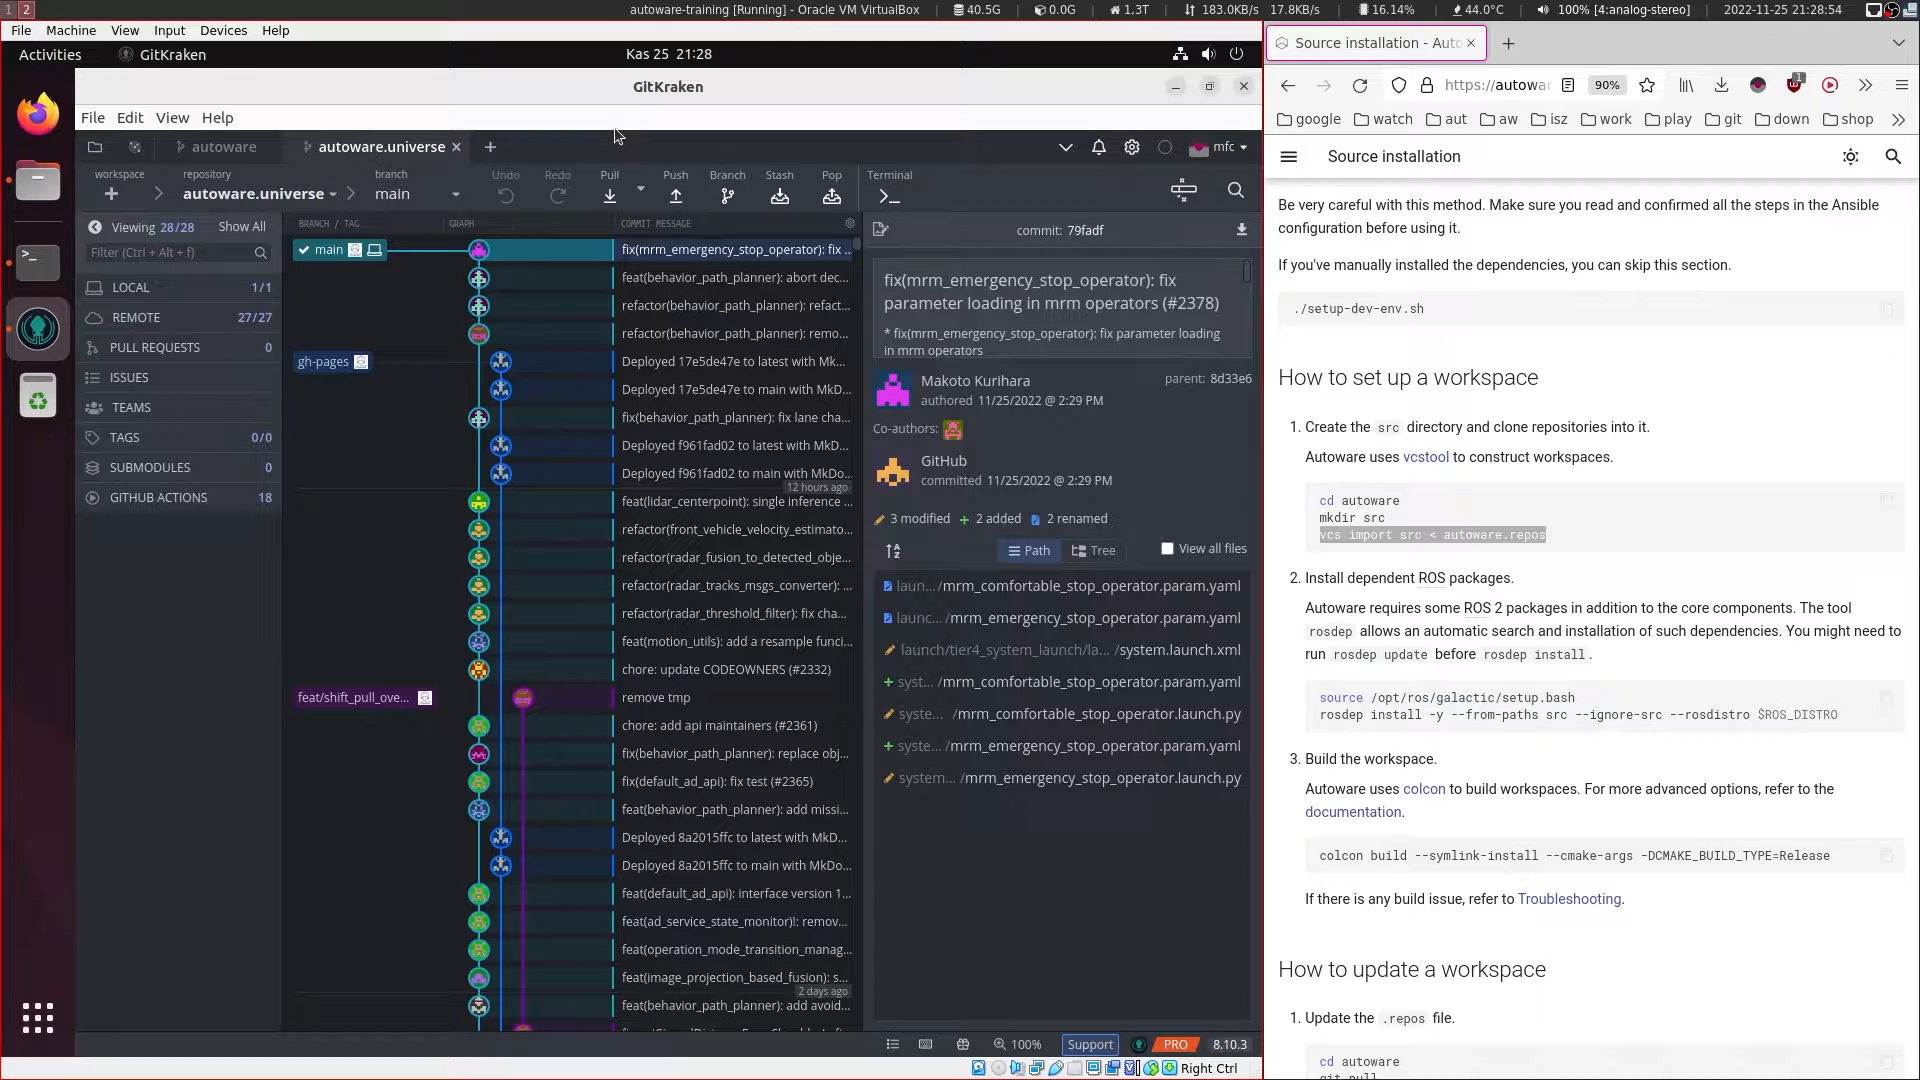 1 2
autoware-training [Running] - Oracle VM VirtualBox
40.5G
0.0G
1,3T
183.0KB/s 17.8KB/s
16.14%
44.0°C
100% [4:analog-stereo]
2022-11-25 21:28:54
File Machine View Input Devices Help
Activities
GitKraken
Kas 25 21:28
GitKraken
File Edit View Help
autoware
autoware.universe
mfc
workspace
repository
autoware.universe
branch
main
Undo
Redo
Pull
Push
Branch
Stash
Pop
Terminal
Viewing 28/28 Show All
Filter (Ctrl + Alt + f)
LOCAL 1/1
REMOTE 27/27
PULL REQUESTS 0
ISSUES
TEAMS
TAGS 0/0
SUBMODULES 0
GITHUB ACTIONS 18
BRANCH / TAG GRAPH COMMIT MESSAGE
main fix(mrm_emergency_stop_operator): fix ...
feat(behavior_path_planner): abort dec...
refactor(behavior_path_planner): refact...
refactor(behavior_path_planner): remo...
gh-pages Deployed 17e5de47e to latest with Mk...
Deployed 17e5de47e to main with MkD...
fix(behavior_path_planner): fix lane cha...
Deployed f961fad02 to latest with MkD...
Deployed f961fad02 to main with MkDo...
12 hours ago
feat(lidar_centerpoint): single inference ...
refactor(front_vehicle_velocity_estimato...
refactor(radar_fusion_to_detected_obje...
refactor(radar_tracks_msgs_converter): ...
refactor(radar_threshold_filter): fix cha...
feat(motion_utils): add a resample funci...
chore: update CODEOWNERS (#2332)
feat/shift_pull_ove... remove tmp
chore: add api maintainers (#2361)
fix(behavior_path_planner): replace obj...
fix(default_ad_api): fix test (#2365)
feat(behavior_path_planner): add missi...
Deployed 8a2015ffc to latest with MkD...
Deployed 8a2015ffc to main with MkDo...
feat(default_ad_api): interface version 1...
feat(ad_service_state_monitor)!: remov...
feat(operation_mode_transition_manag...
feat(image_projection_based_fusion): s...
2 days ago
feat(behavior_path_planner): add avoid...
commit: 79fadf
fix(mrm_emergency_stop_operator): fix
parameter loading in mrm operators (#2378)
* fix(mrm_emergency_stop_operator): fix parameter loading
in mrm operators
Makoto Kurihara
authored 11/25/2022 @ 2:29 PM
parent: 8d33e6
Co-authors:
GitHub
committed 11/25/2022 @ 2:29 PM
3 modified + 2 added 2 renamed
Path Tree View all files
laun... /mrm_comfortable_stop_operator.param.yaml
launc... /mrm_emergency_stop_operator.param.yaml
launch/tier4_system_launch/la... /system.launch.xml
+ syst... /mrm_comfortable_stop_operator.param.yaml
syste... /mrm_comfortable_stop_operator.launch.py
+ syste... /mrm_emergency_stop_operator.param.yaml
system... /mrm_emergency_stop_operator.launch.py
100% Support PRO 8.10.3
Right Ctrl
Source installation - Auto
https://autowar
90%
1
google watch aut aw isz work play git down shop
Source installation
Be very careful with this method. Make sure you read and confirmed all the steps in the Ansible
configuration before using it.
If you've manually installed the dependencies, you can skip this section.
./setup-dev-env.sh
How to set up a workspace
1. Create the src directory and clone repositories into it.
Autoware uses vcstool to construct workspaces.
cd autoware
mkdir src
vcs import src < autoware.repos
2. Install dependent ROS packages.
Autoware requires some ROS 2 packages in addition to the core components. The tool
rosdep allows an automatic search and installation of such dependencies. You might need to
run rosdep update before rosdep install.
source /opt/ros/galactic/setup.bash
rosdep install -y --from-paths src --ignore-src --rosdistro $ROS_DISTRO
3. Build the workspace.
Autoware uses colcon to build workspaces. For more advanced options, refer to the
documentation.
colcon build --symlink-install --cmake-args -DCMAKE_BUILD_TYPE=Release
If there is any build issue, refer to Troubleshooting.
How to update a workspace
1. Update the .repos file.
cd autoware
git pull